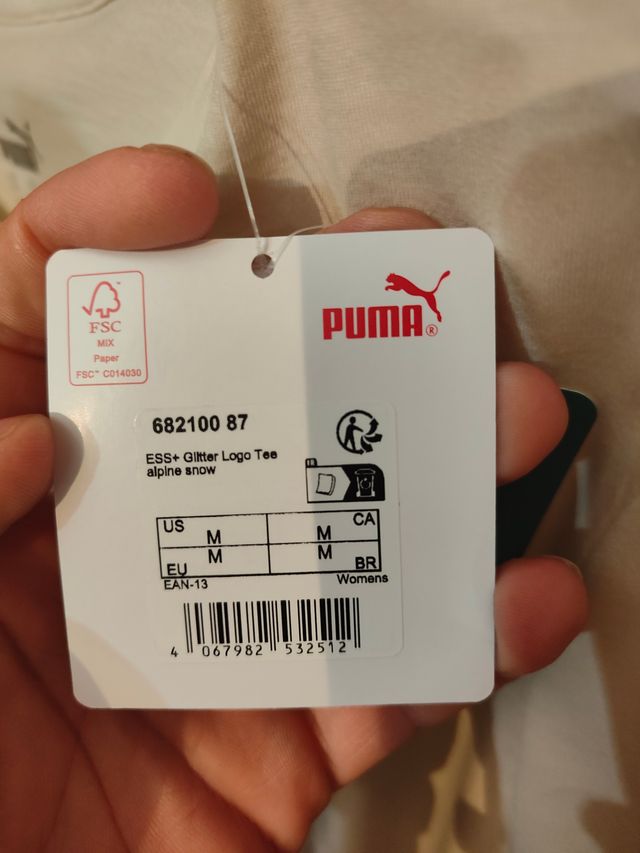 FSC
MIX
Paper
FSC™ C014030
PUMA®
682100 87
ESS+ Glitter Logo Tee
alpine snow
US M M CA
EU M M BR
EAN-13 Womens
4 067982 532512